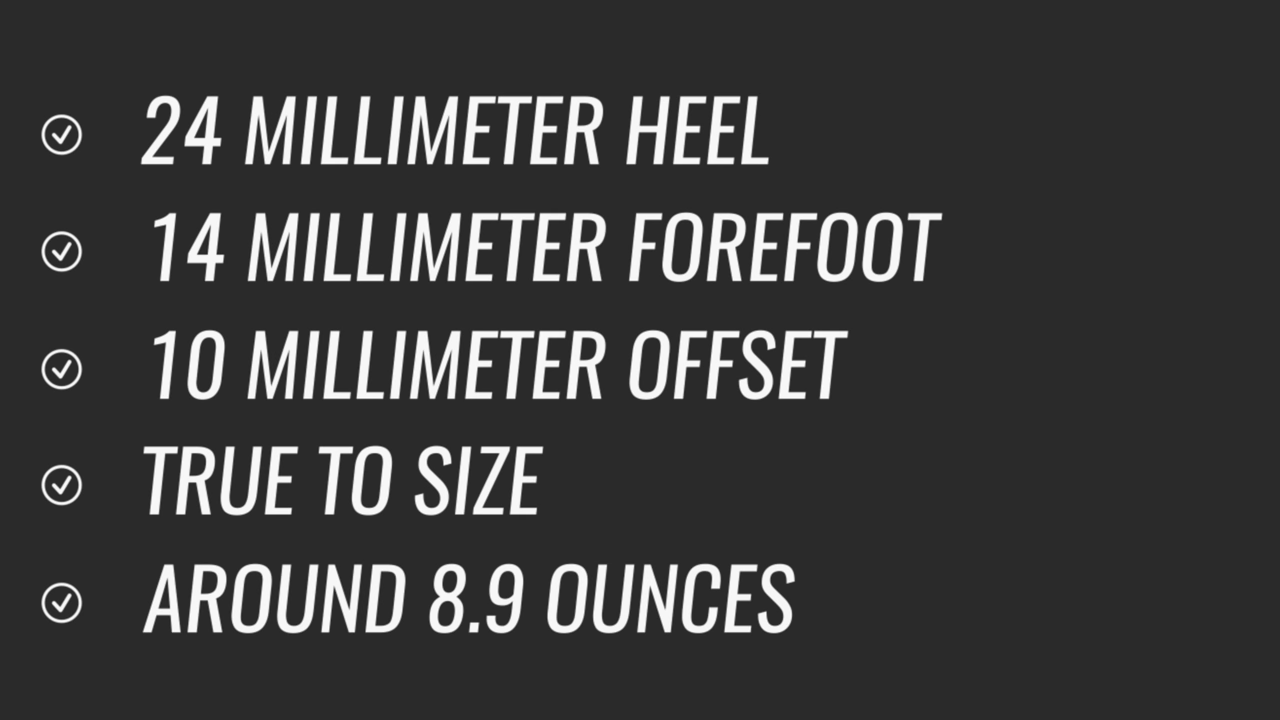 24 MILLIMETER HEEL
14 MILLIMETER FOREFOOT
10 MILLIMETER OFFSET
TRUE TO SIZE
AROUND 8.9 OUNCES